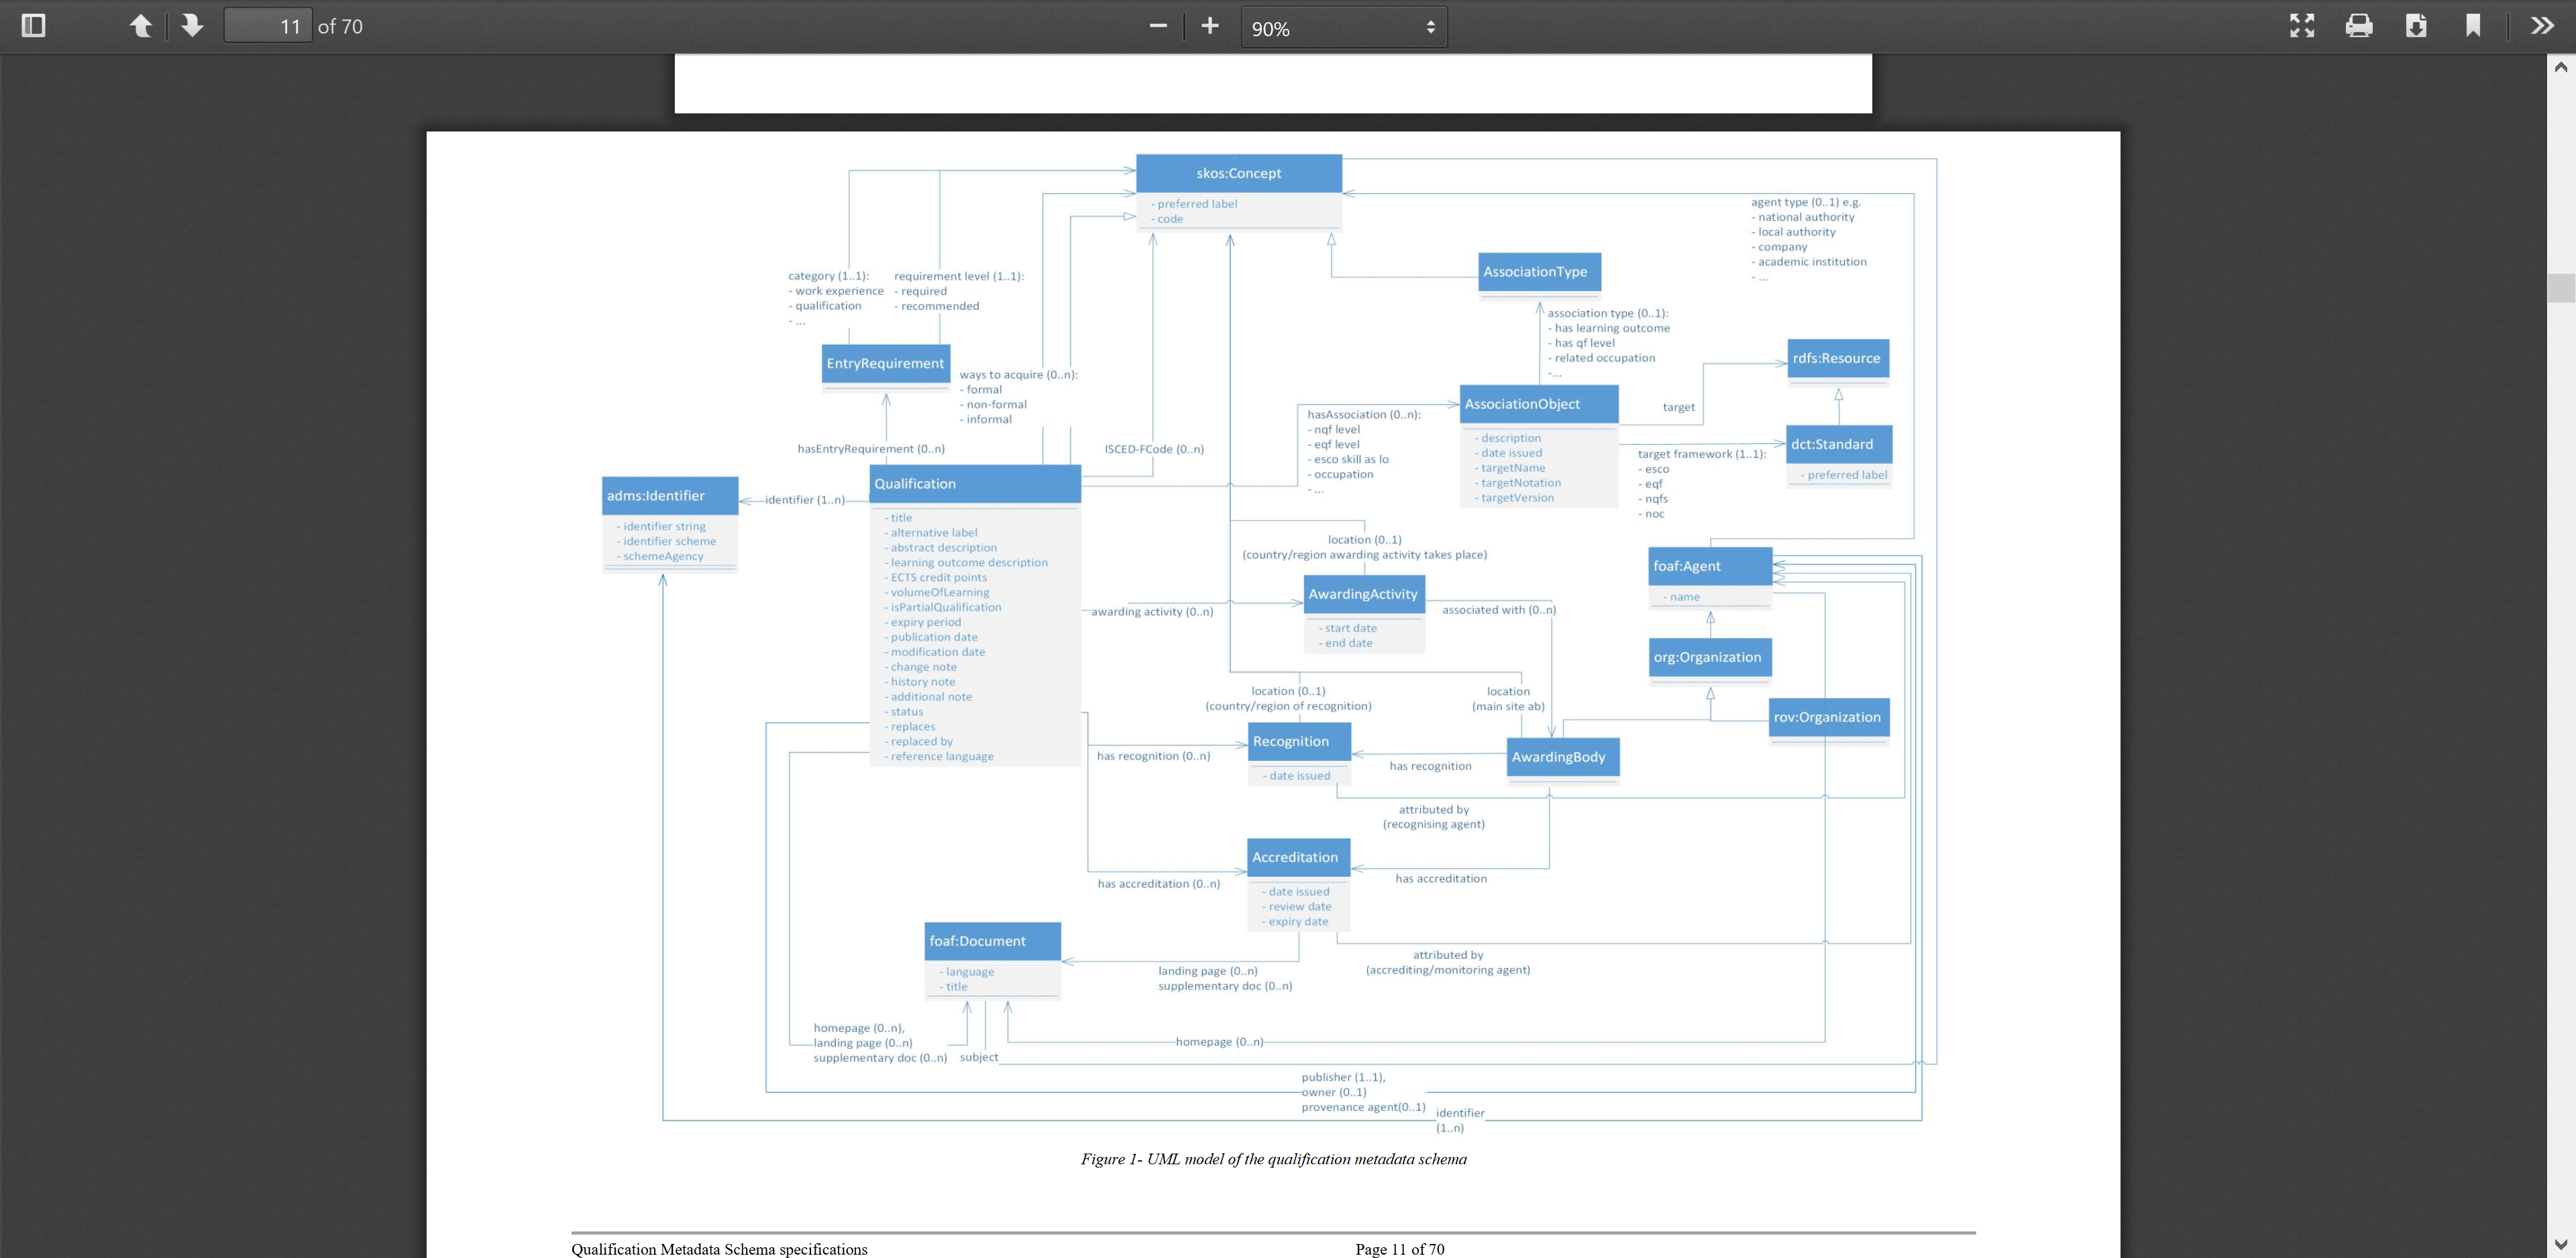 11 of 70
90%
skos:Concept
- preferred label
- code
agent type (0..1) e.g.
- national authority
- local authority
- company
- academic institution
- ...
AssociationType
category (1..1):
- work experience
- qualification
- ...
requirement level (1..1):
- required
- recommended
association type (0..1):
- has learning outcome
- has qf level
- related occupation
-...
EntryRequirement
rdfs:Resource
ways to acquire (0..n):
- formal
- non-formal
- informal
AssociationObject
- description
- date issued
- targetName
- targetNotation
- targetVersion
target
hasAssociation (0..n):
- nqf level
- eqf level
- esco skill as lo
- occupation
- ...
dct:Standard
- preferred label
target framework (1..1):
- esco
- eqf
- nqfs
- noc
hasEntryRequirement (0..n)
ISCED-FCode (0..n)
adms:Identifier
- identifier string
- identifier scheme
- schemeAgency
identifier (1..n)
Qualification
- title
- alternative label
- abstract description
- learning outcome description
- ECTS credit points
- volumeOfLearning
- isPartialQualification
- expiry period
- publication date
- modification date
- change note
- history note
- additional note
- status
- replaces
- replaced by
- reference language
location (0..1)
(country/region awarding activity takes place)
foaf:Agent
- name
AwardingActivity
- start date
- end date
awarding activity (0..n)
associated with (0..n)
org:Organization
location (0..1)
(country/region of recognition)
location
(main site ab)
rov:Organization
Recognition
- date issued
has recognition (0..n)
has recognition
AwardingBody
attributed by
(recognising agent)
Accreditation
- date issued
- review date
- expiry date
has accreditation (0..n)
has accreditation
foaf:Document
- language
- title
attributed by
(accrediting/monitoring agent)
landing page (0..n)
supplementary doc (0..n)
homepage (0..n),
landing page (0..n)
supplementary doc (0..n)
subject
homepage (0..n)
publisher (1..1),
owner (0..1)
provenance agent(0..1)
identifier
(1..n)
Figure 1- UML model of the qualification metadata schema
Qualification Metadata Schema specifications
Page 11 of 70